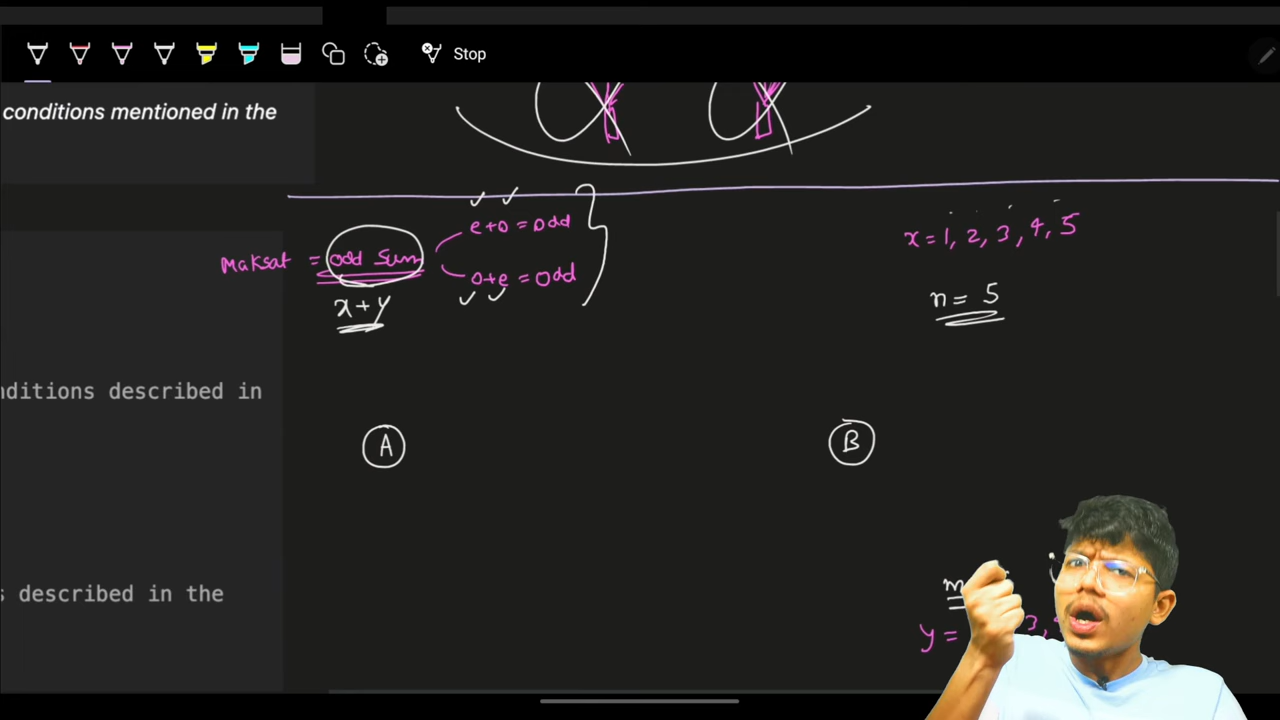 Stop
conditions mentioned in the
e+o = odd
Maksat = odd sum
o+e = odd
x+y
x = 1, 2, 3, 4, 5
n = 5
nditions described in
A
B
s described in the
m
y = 3,